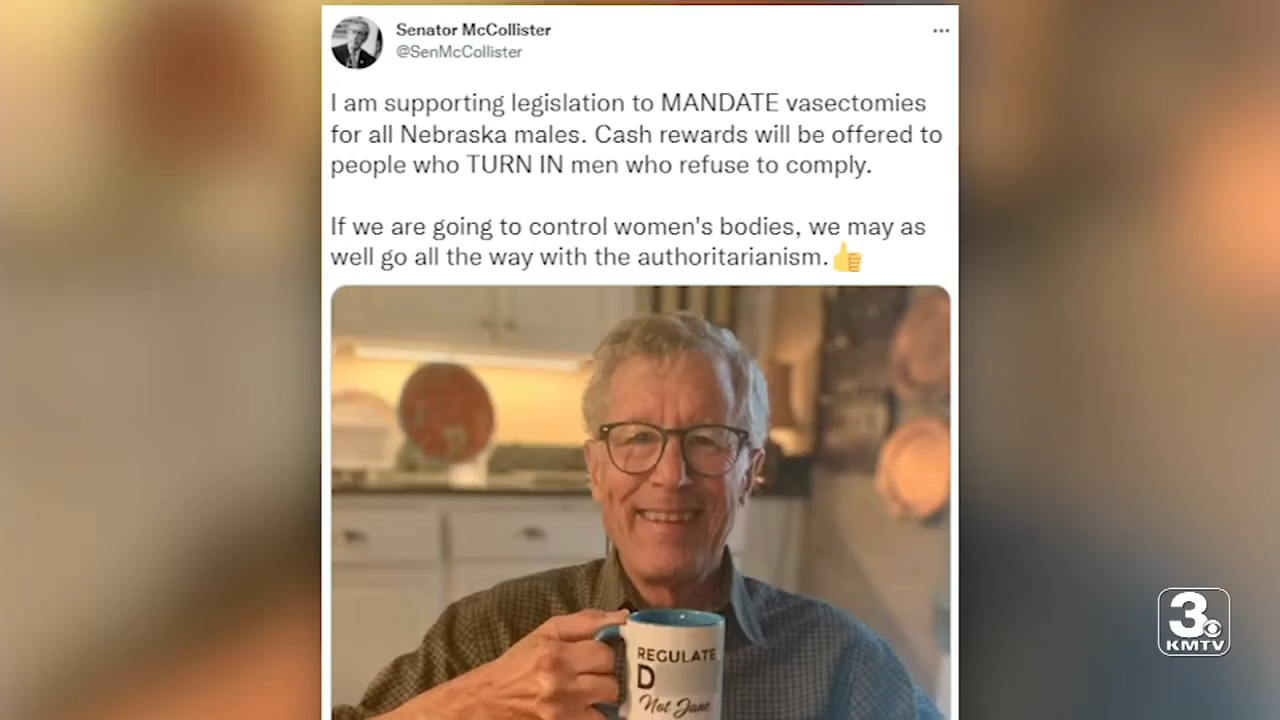 Senator McCollister
@SenMcCollister
I am supporting legislation to MANDATE vasectomies
for all Nebraska males. Cash rewards will be offered to
people who TURN IN men who refuse to comply.
If we are going to control women's bodies, we may as
well go all the way with the authoritarianism.👍
REGULATE
D
Not Jane
3
KMTV